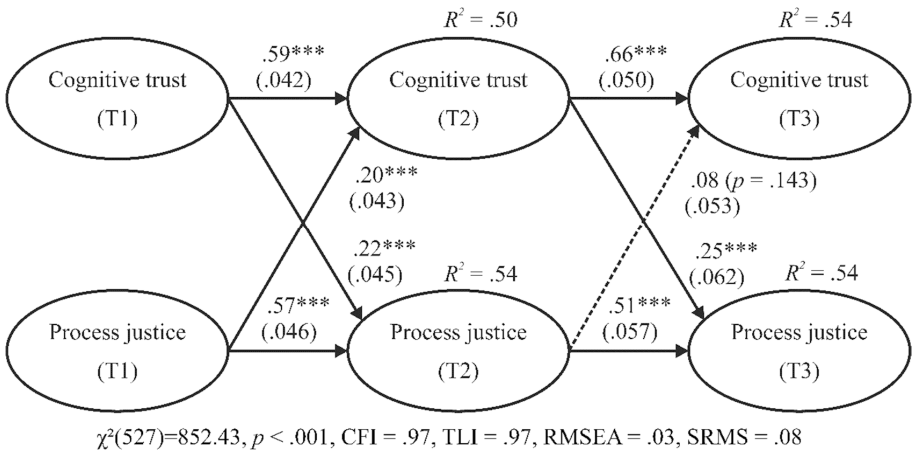 R² = .50
R² = .54
.59***
.66***
Cognitive trust
Cognitive trust
Cognitive trust
(.042)
(.050)
(T1)
(T2)
(T3)
.20***
.08 (p = .143)
(.043)
(.053)
.22***
.25***
(.045)
R² = .54
(.062)
R² = .54
.57***
.51***
Process justice
(.046)
Process justice
(.057)
Process justice
(T1)
(T2)
(T3)
χ²(527)=852.43, p < .001, CFI = .97, TLI = .97, RMSEA = .03, SRMS = .08